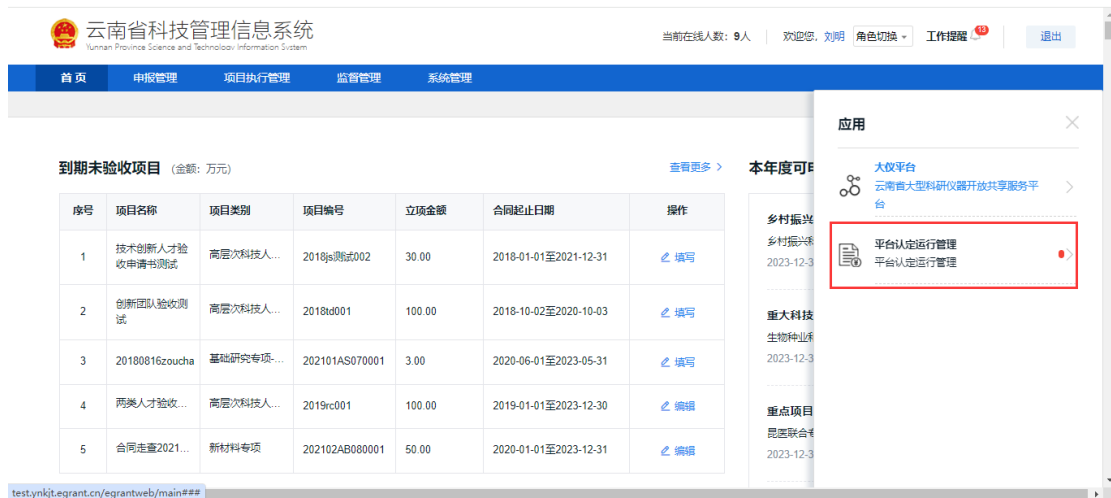 云南省科技管理信息系统
Yunnan Province Science and Technology Information System
当前在线人数: 9人 欢迎您, 刘明 角色切换 工作提醒 13 退出
首页 申报管理 项目执行管理 监督管理 系统管理
应用
到期未验收项目 (金额: 万元) 查看更多 >
本年度可
大仪平台
云南省大型科研仪器开放共享服务平台
平台认定运行管理
平台认定运行管理
序号 项目名称 项目类别 项目编号 立项金额 合同起止日期 操作
1 技术创新人才验收申请书测试 高层次科技人... 2018js测试002 30.00 2018-01-01至2021-12-31 填写
2 创新团队验收测试 高层次科技人... 2018td001 100.00 2018-10-02至2020-10-03 填写
3 20180816zoucha 基础研究专项-... 202101AS070001 3.00 2020-06-01至2023-05-31 填写
4 两类人才验收... 高层次科技人... 2019rc001 100.00 2019-01-01至2023-12-30 编辑
5 合同走查2021... 新材料专项 202102AB080001 50.00 2020-01-01至2023-12-31 编辑
乡村振兴
乡村振兴科
2023-12-3
重大科技
生物种业和
2023-12-3
重点项目
昆医联合专
2023-12-3
test.ynkjt.egrant.cn/egrantweb/main###